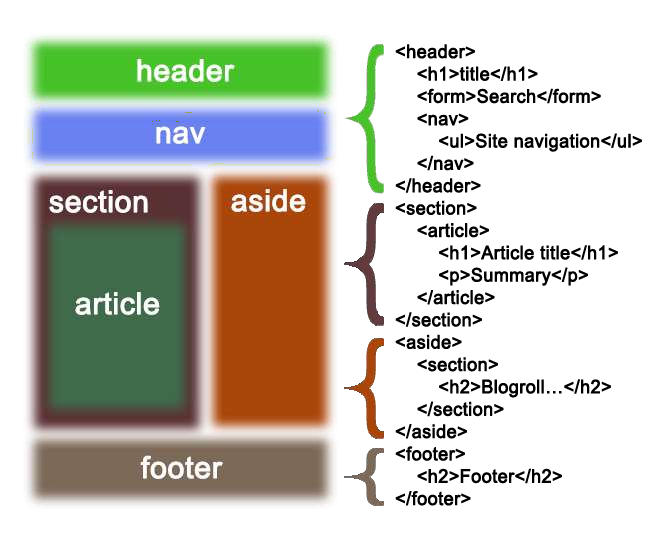 header
nav
section
aside
article
footer
<header>
<h1>title</h1>
<form>Search</form>
<nav>
<ul>Site navigation</ul>
</nav>
</header>
<section>
<article>
<h1>Article title</h1>
<p>Summary</p>
</article>
</section>
<aside>
<section>
<h2>Blogroll…</h2>
</section>
</aside>
<footer>
<h2>Footer</h2>
</footer>